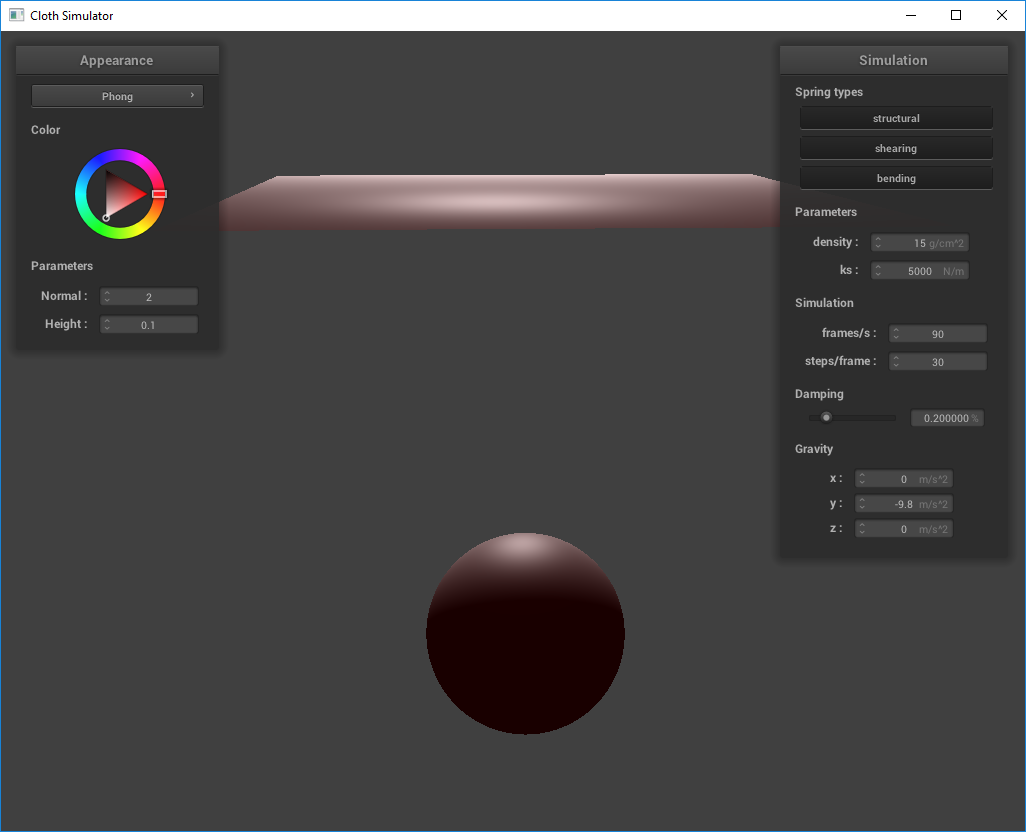 Cloth Simulator
Appearance
Phong
Color
Parameters
Normal : 2
Height : 0.1
Simulation
Spring types
structural
shearing
bending
Parameters
density : 15 g/cm^2
ks : 5000 N/m
Simulation
frames/s : 90
steps/frame : 30
Damping
0.200000 %
Gravity
x : 0 m/s^2
y : -9.8 m/s^2
z : 0 m/s^2